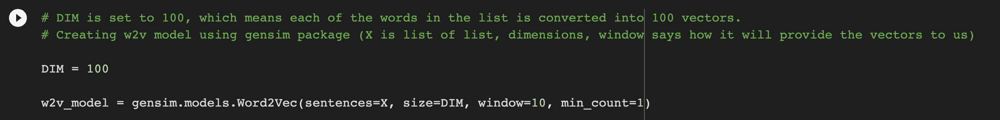 # DIM is set to 100, which means each of the words in the list is converted into 100 vectors.
# Creating w2v model using gensim package (X is list of list, dimensions, window says how it will provide the vectors to us)
DIM = 100
w2v_model = gensim.models.Word2Vec(sentences=X, size=DIM, window=10, min_count=1)